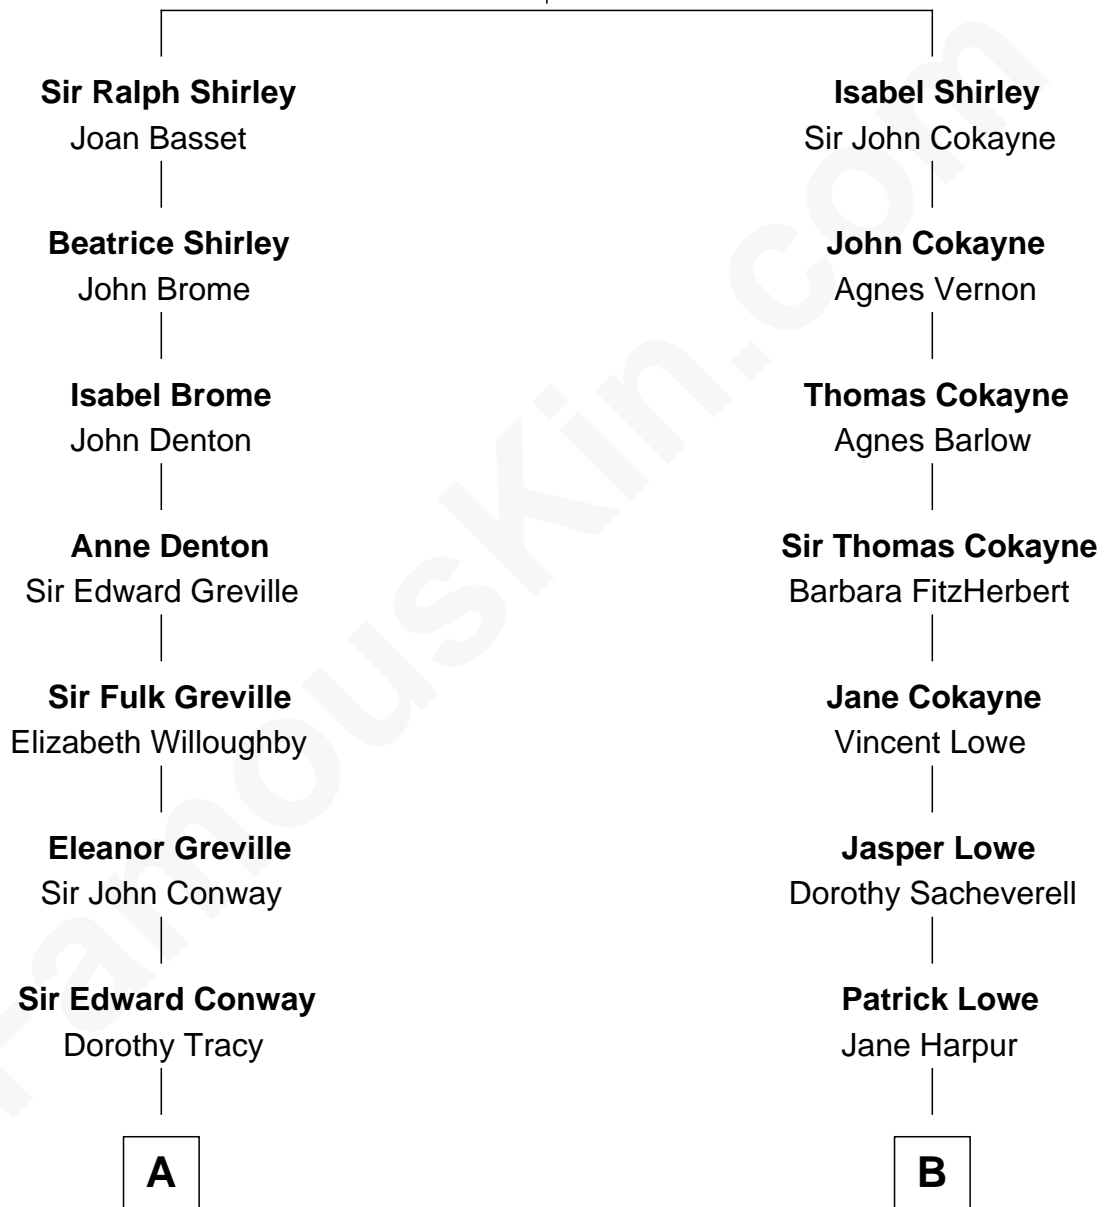 Sir Ralph Shirley
Joan Basset
Beatrice Shirley
John Brome
Isabel Brome
John Denton
Anne Denton
Sir Edward Greville
Sir Fulk Greville
Elizabeth Willoughby
Eleanor Greville
Sir John Conway
Sir Edward Conway
Dorothy Tracy
A
Isabel Shirley
Sir John Cokayne
John Cokayne
Agnes Vernon
Thomas Cokayne
Agnes Barlow
Sir Thomas Cokayne
Barbara FitzHerbert
Jane Cokayne
Vincent Lowe
Jasper Lowe
Dorothy Sacheverell
Patrick Lowe
Jane Harpur
B
FamousKin.com